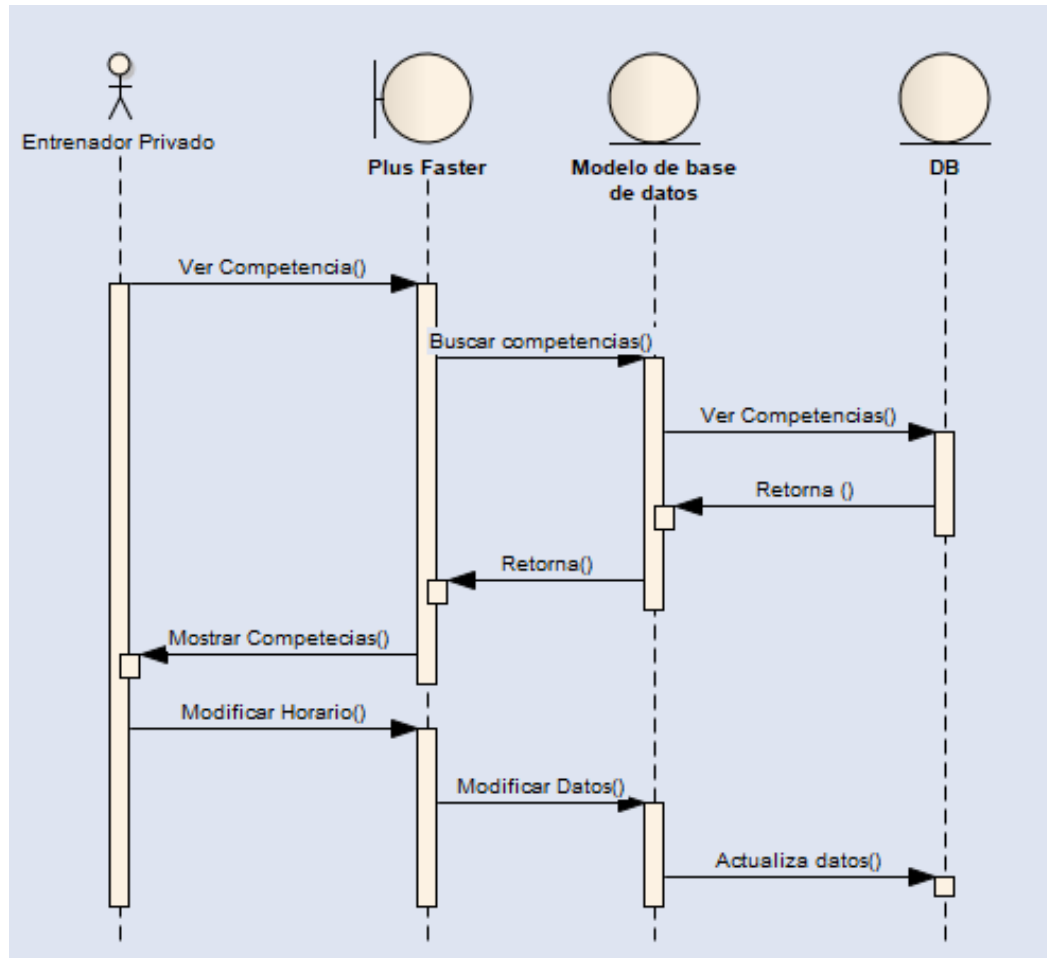 Entrenador Privado
Plus Faster
Modelo de base
de datos
DB
Ver Competencia()
Buscar competencias()
Ver Competencias()
Retorna ()
Retorna()
Mostrar Competecias()
Modificar Horario()
Modificar Datos()
Actualiza datos()